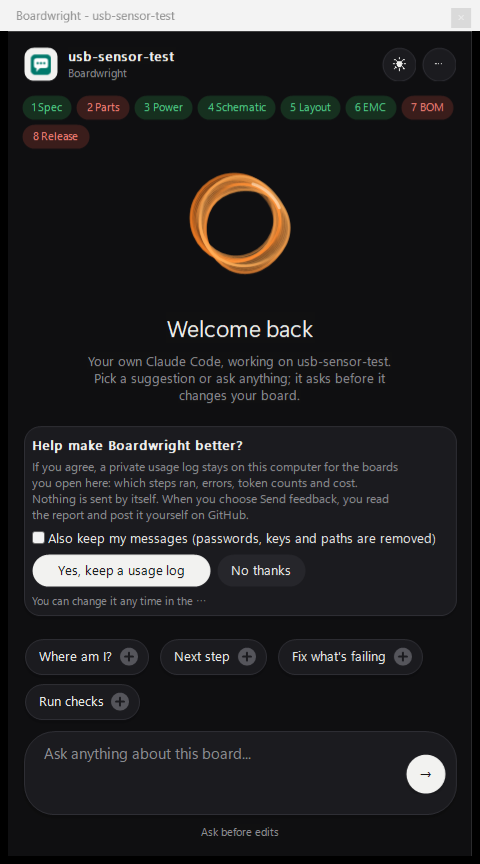 Boardwright - usb-sensor-test
×
usb-sensor-test
Boardwright
···
1 Spec 2 Parts 3 Power 4 Schematic 5 Layout 6 EMC 7 BOM
8 Release
Welcome back
Your own Claude Code, working on usb-sensor-test.
Pick a suggestion or ask anything; it asks before it
changes your board.
Help make Boardwright better?
If you agree, a private usage log stays on this computer for the boards
you open here: which steps ran, errors, token counts and cost.
Nothing is sent by itself. When you choose Send feedback, you read
the report and post it yourself on GitHub.
Also keep my messages (passwords, keys and paths are removed)
Yes, keep a usage log No thanks
You can change it any time in the ···
Where am I? + Next step + Fix what's failing +
Run checks +
Ask anything about this board...
→
Ask before edits